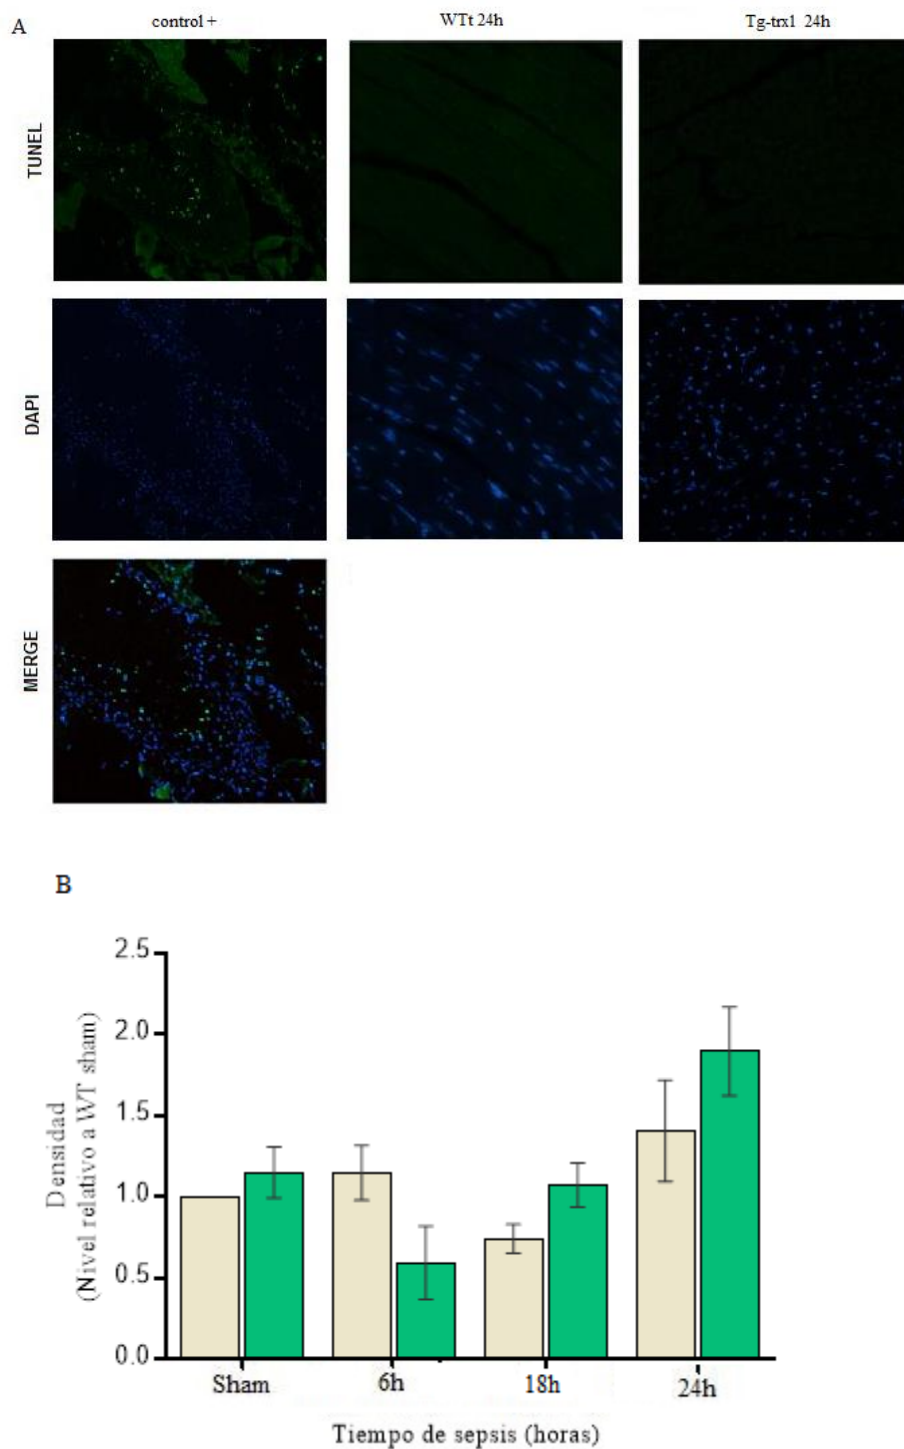 A
control +
WTt 24h
Tg-trx1 24h
TUNEL
DAPI
MERGE
B
Densidad
(Nivel relativo a WT sham)
2.5
2.0
1.5
1.0
0.5
0.0
Sham
6h
18h
24h
Tiempo de sepsis (horas)